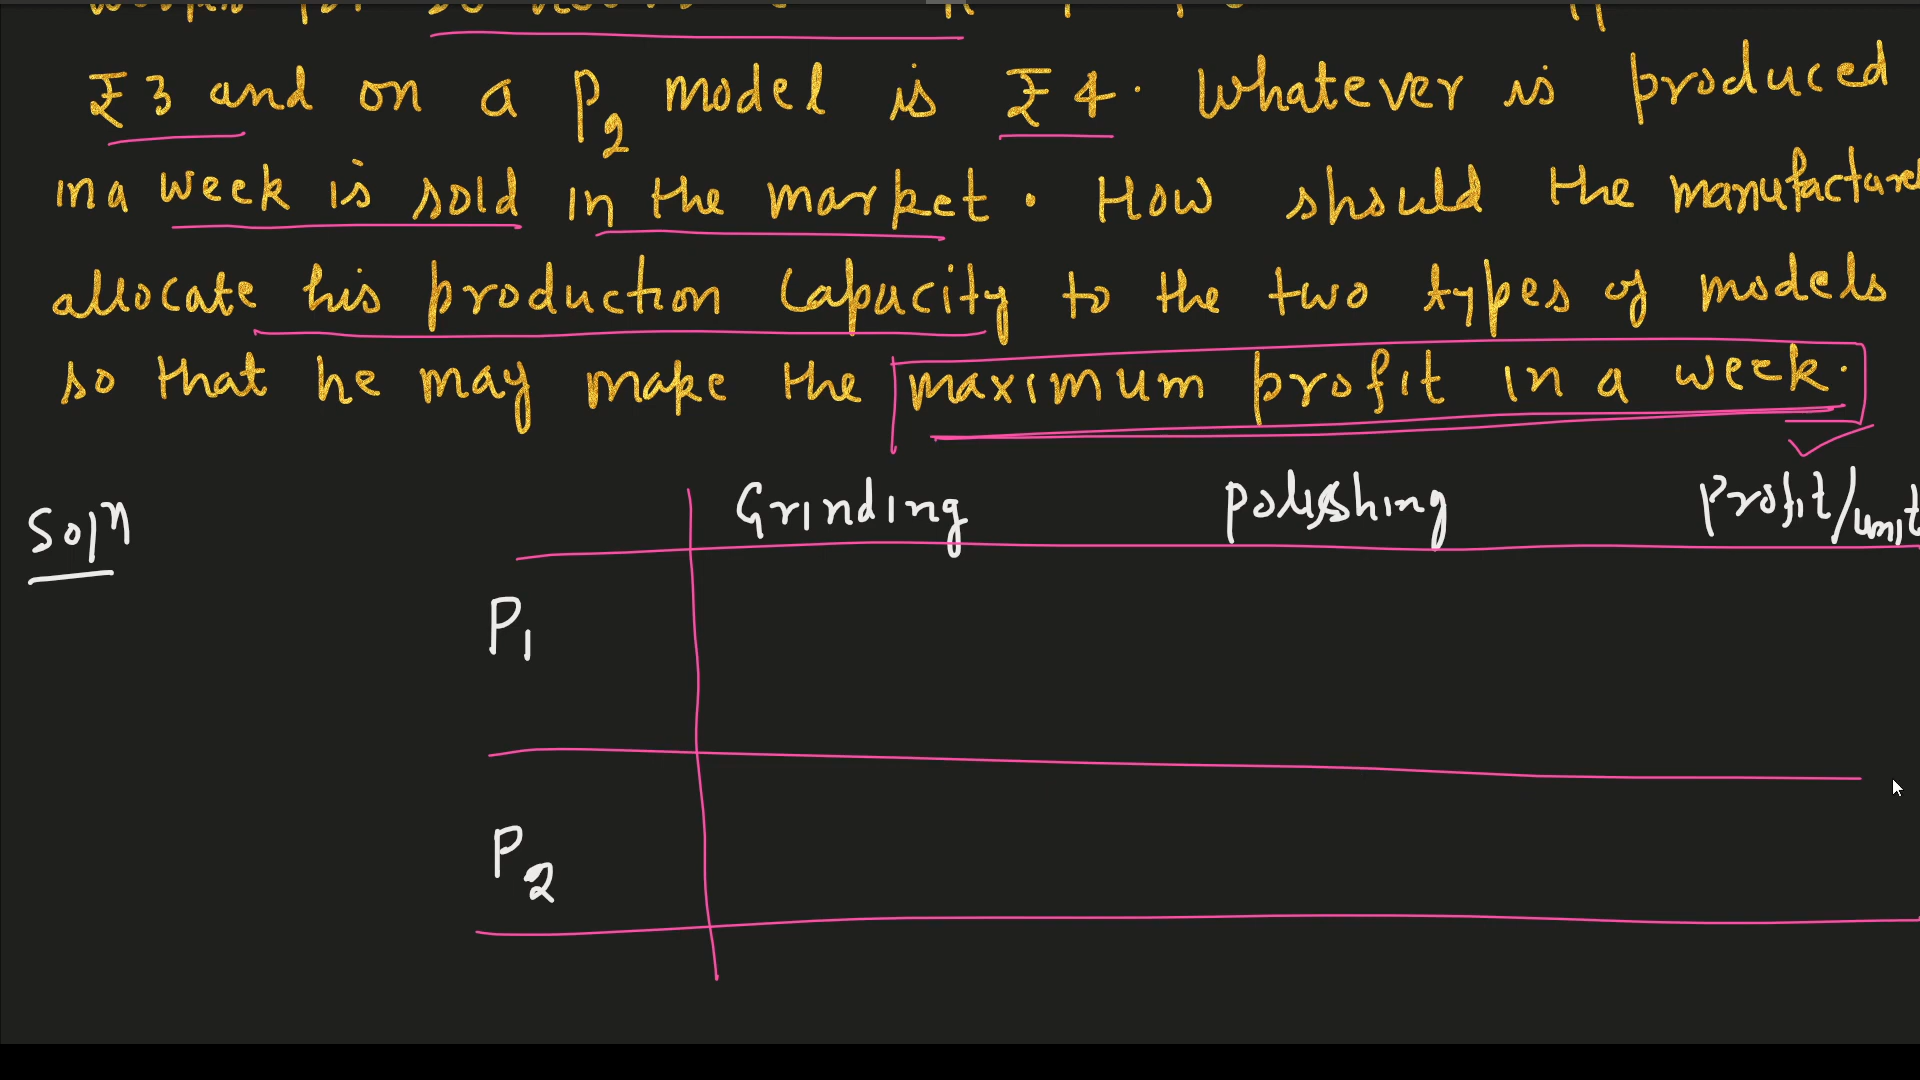 ₹3 and on a P2 model is ₹4. Whatever is produced
in a week is sold in the market. How should the manufacturer
allocate his production capacity to the two types of models
so that he may make the maximum profit in a week.
Soln
Grinding Polishing Profit/unit
P1
P2